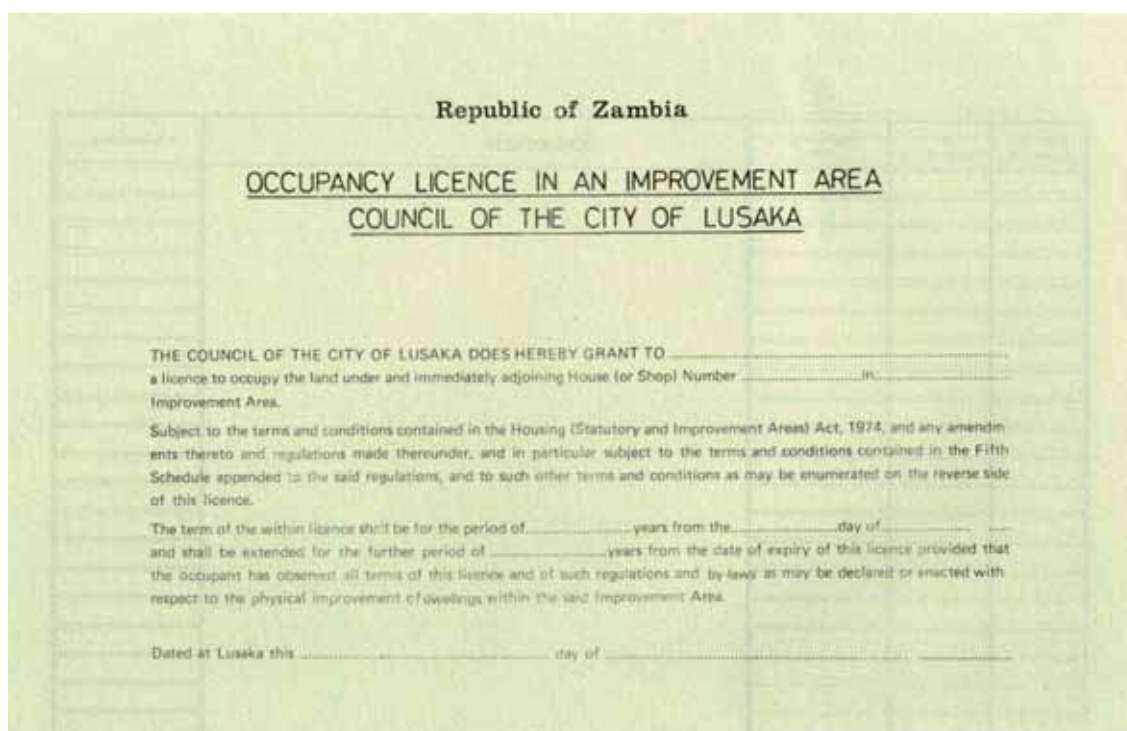 Republic of Zambia
OCCUPANCY LICENCE IN AN IMPROVEMENT AREA
COUNCIL OF THE CITY OF LUSAKA
THE COUNCIL OF THE CITY OF LUSAKA DOES HEREBY GRANT TO ....................
a licence to occupy the land under and immediately adjoining House (or Shop) Number .................... in ....................
Improvement Area.
Subject to the terms and conditions contained in the Housing (Statutory and Improvement Areas) Act, 1974, and any amendm
ents thereto and regulations made thereunder, and in particular subject to the terms and conditions contained in the Fifth
Schedule appended to the said regulations, and to such other terms and conditions as may be enumerated on the reverse side
of this licence.
The term of the within licence shall be for the period of .................... years from the .................... day of ....................
and shall be extended for the further period of .................... years from the date of expiry of this licence provided that
the occupant has observed all terms of this licence and of such regulations and by-laws as may be declared or enacted with
respect to the physical improvement of dwellings within the said Improvement Area.
Dated at Lusaka this .................... day of ....................